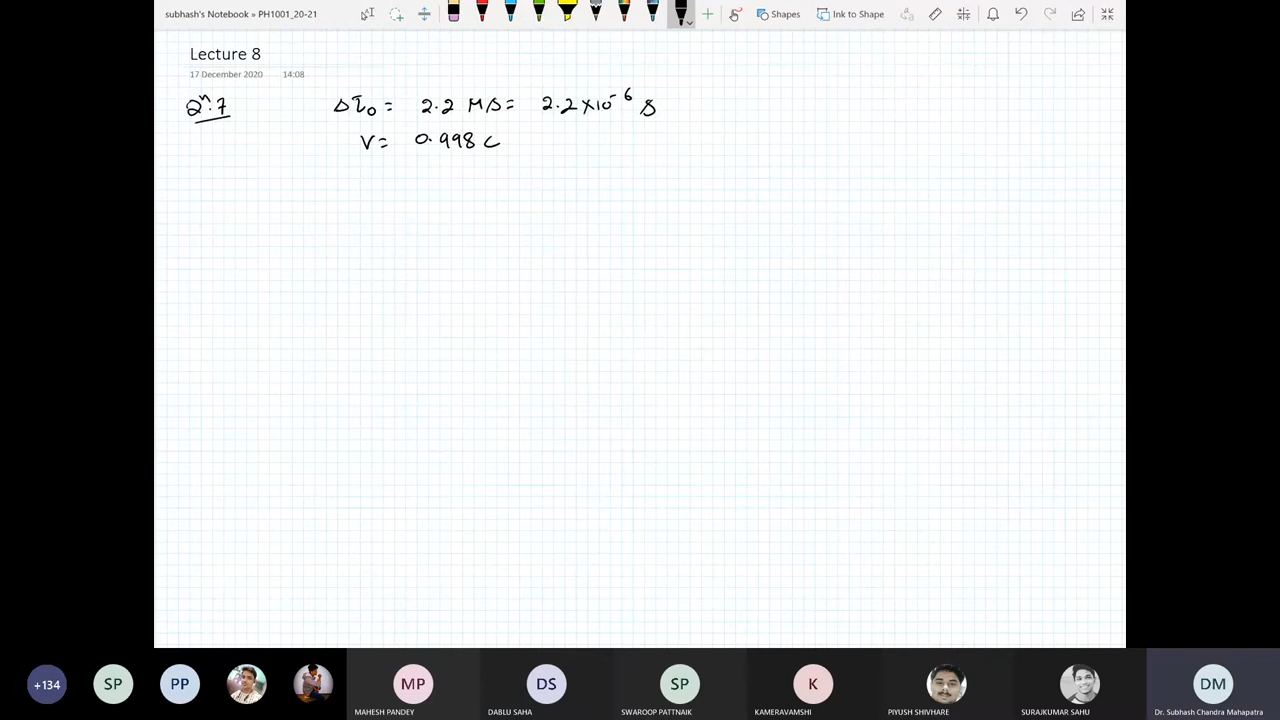 subhash's Notebook » PH1001_20-21
Shapes
Ink to Shape
Lecture 8
17 December 2020 14:08
Qⁿ.7 Δτ₀ = 2.2 μs = 2.2×10⁻⁶ s
v = 0.998 c
+134
SP
PP
MP
DS
SP
K
DM
MAHESH PANDEY
DABLU SAHA
SWAROOP PATTNAIK
KAMERAVAMSHI
PIYUSH SHIVHARE
SURAJKUMAR SAHU
Dr. Subhash Chandra Mahapatra